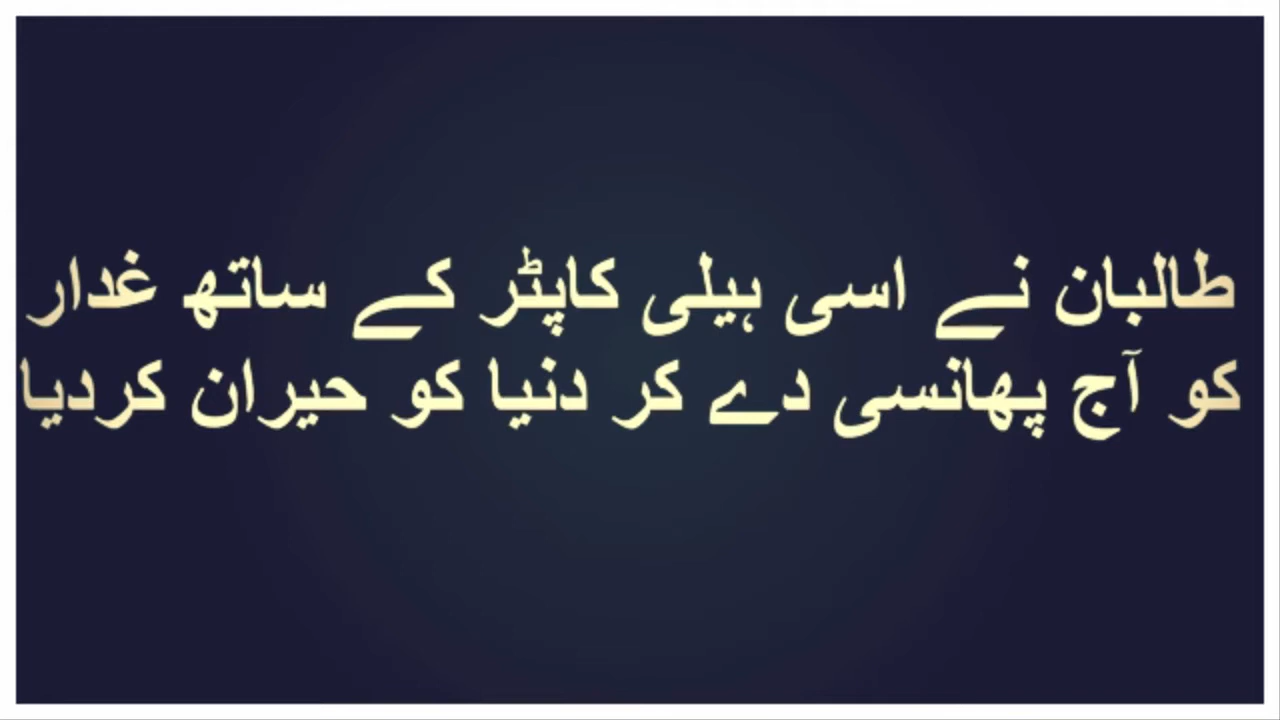 طالبان نے اسی ہیلی کاپٹر کے ساتھ غدار
کو آج پھانسی دے کر دنیا کو حیران کردیا